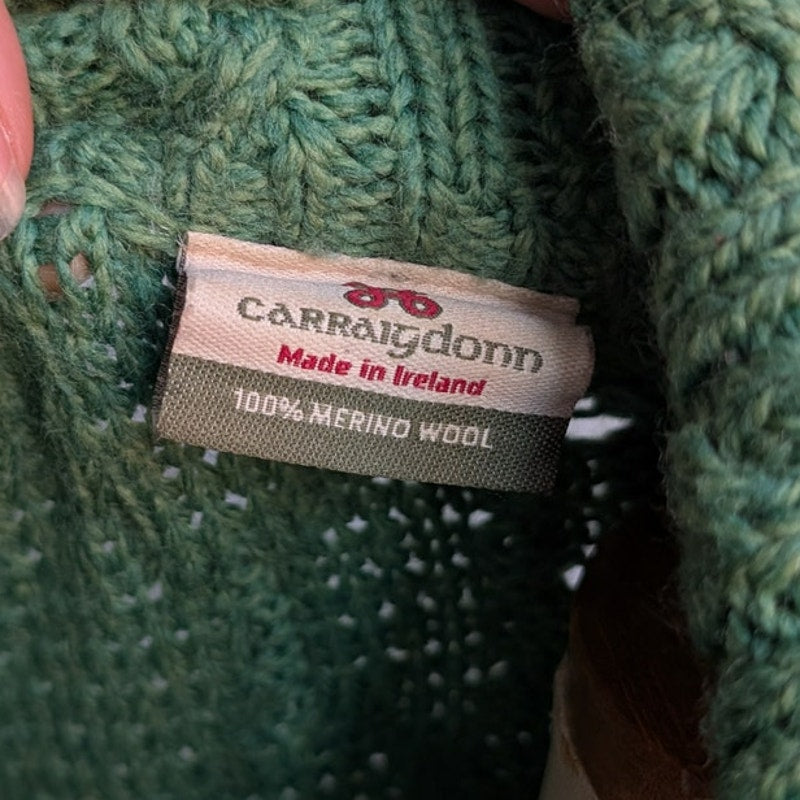 CARRAIGdonn
Made in Ireland
100% MERINO WOOL